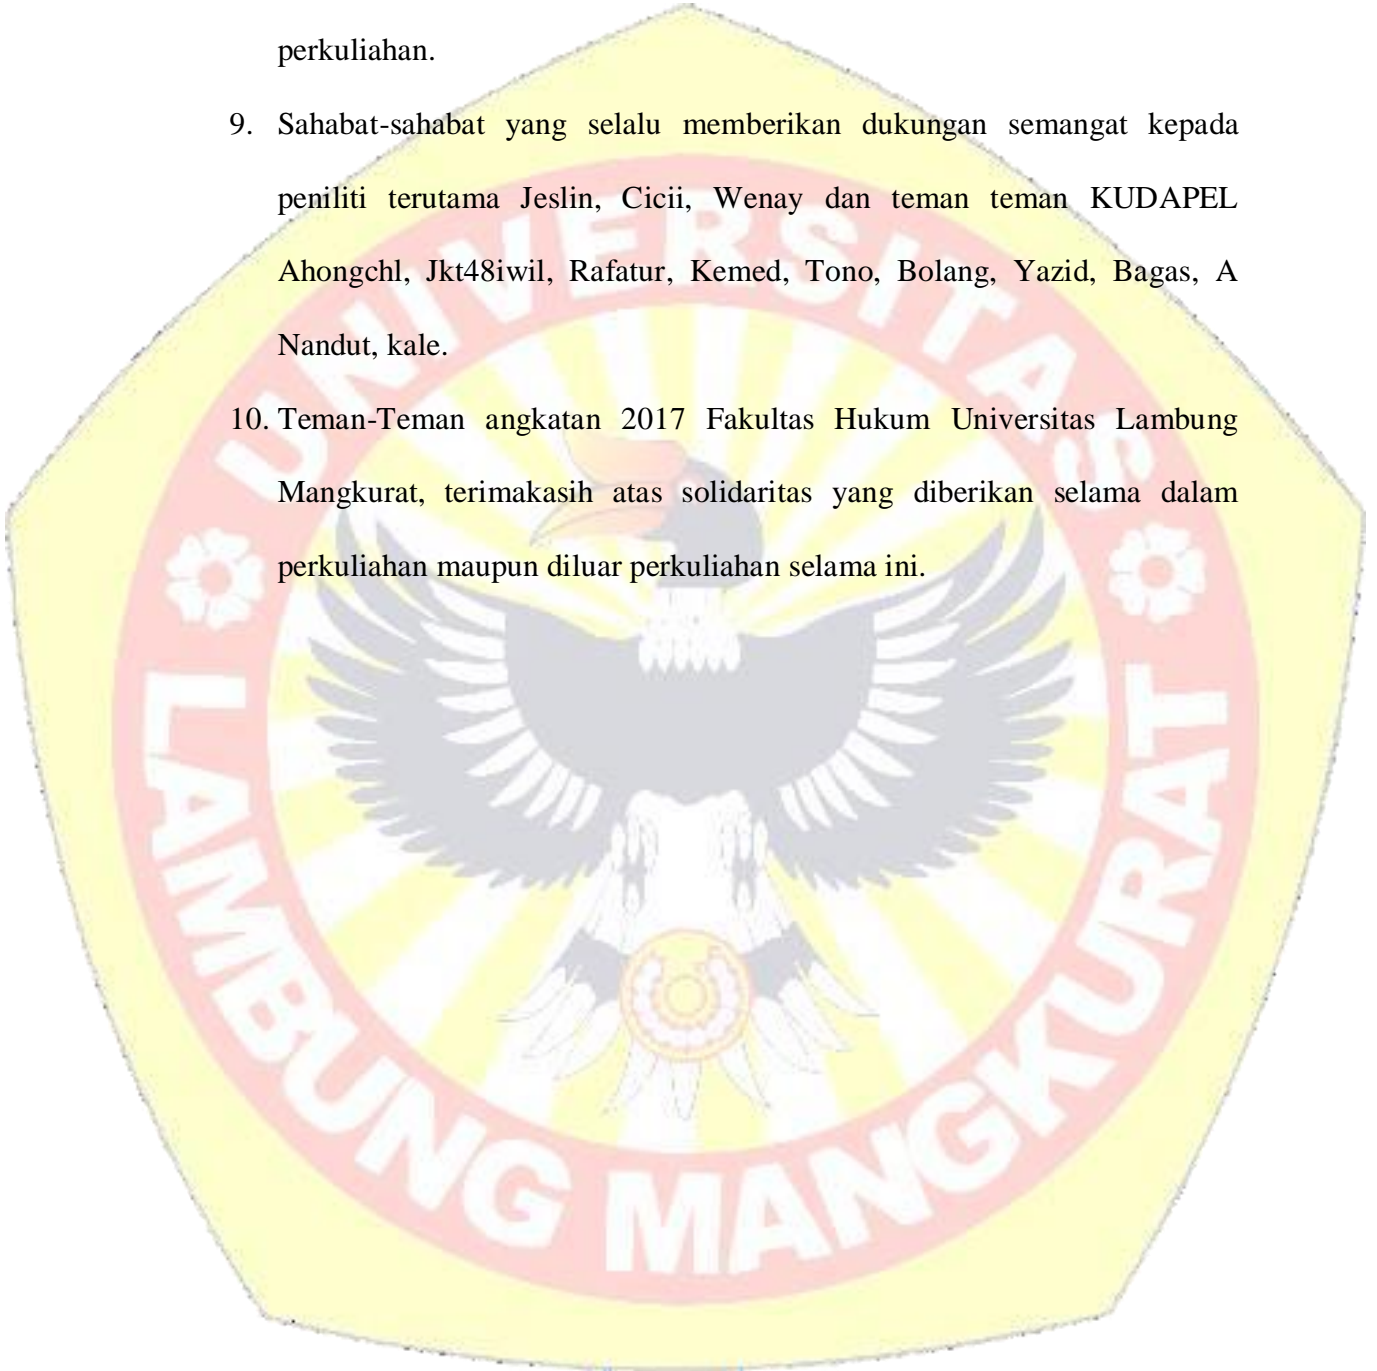 perkuliahan.
9. Sahabat-sahabat yang selalu memberikan dukungan semangat kepada
peniliti terutama Jeslin, Cicii, Wenay dan teman teman KUDAPEL
Ahongchl, Jkt48iwil, Rafatur, Kemed, Tono, Bolang, Yazid, Bagas, A
Nandut, kale.
10. Teman-Teman angkatan 2017 Fakultas Hukum Universitas Lambung
Mangkurat, terimakasih atas solidaritas yang diberikan selama dalam
perkuliahan maupun diluar perkuliahan selama ini.
UNIVERSITAS
LAMBUNG MANGKURAT